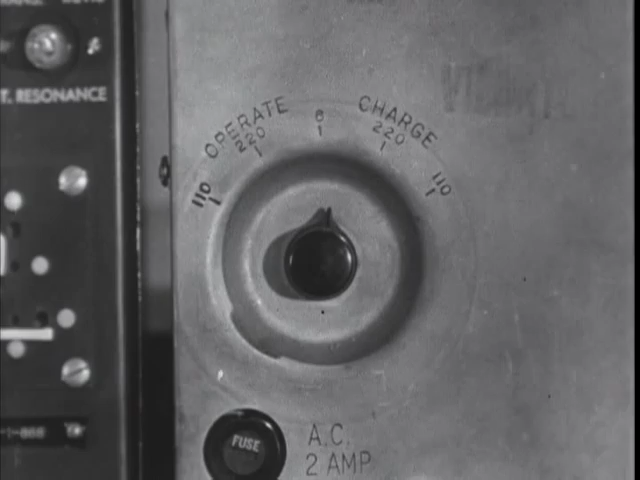 T. RESONANCE
OPERATE
CHARGE
0
220
220
110
110
FUSE
A.C.
2 AMP